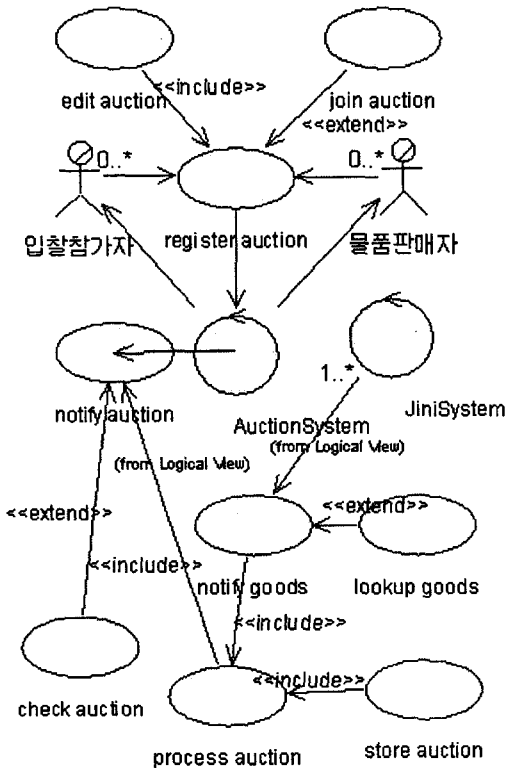 <<include>>
edit auction
join auction
<<extend>>
0..*
0..*
입찰참가자
register auction
물품판매자
1..*
notify auction
AuctionSystem
(from Logical View)
JiniSystem
(from Logical View)
<<extend>>
<<extend>>
<<include>>
notify goods
lookup goods
<<include>>
check auction
<<include>>
process auction
store auction